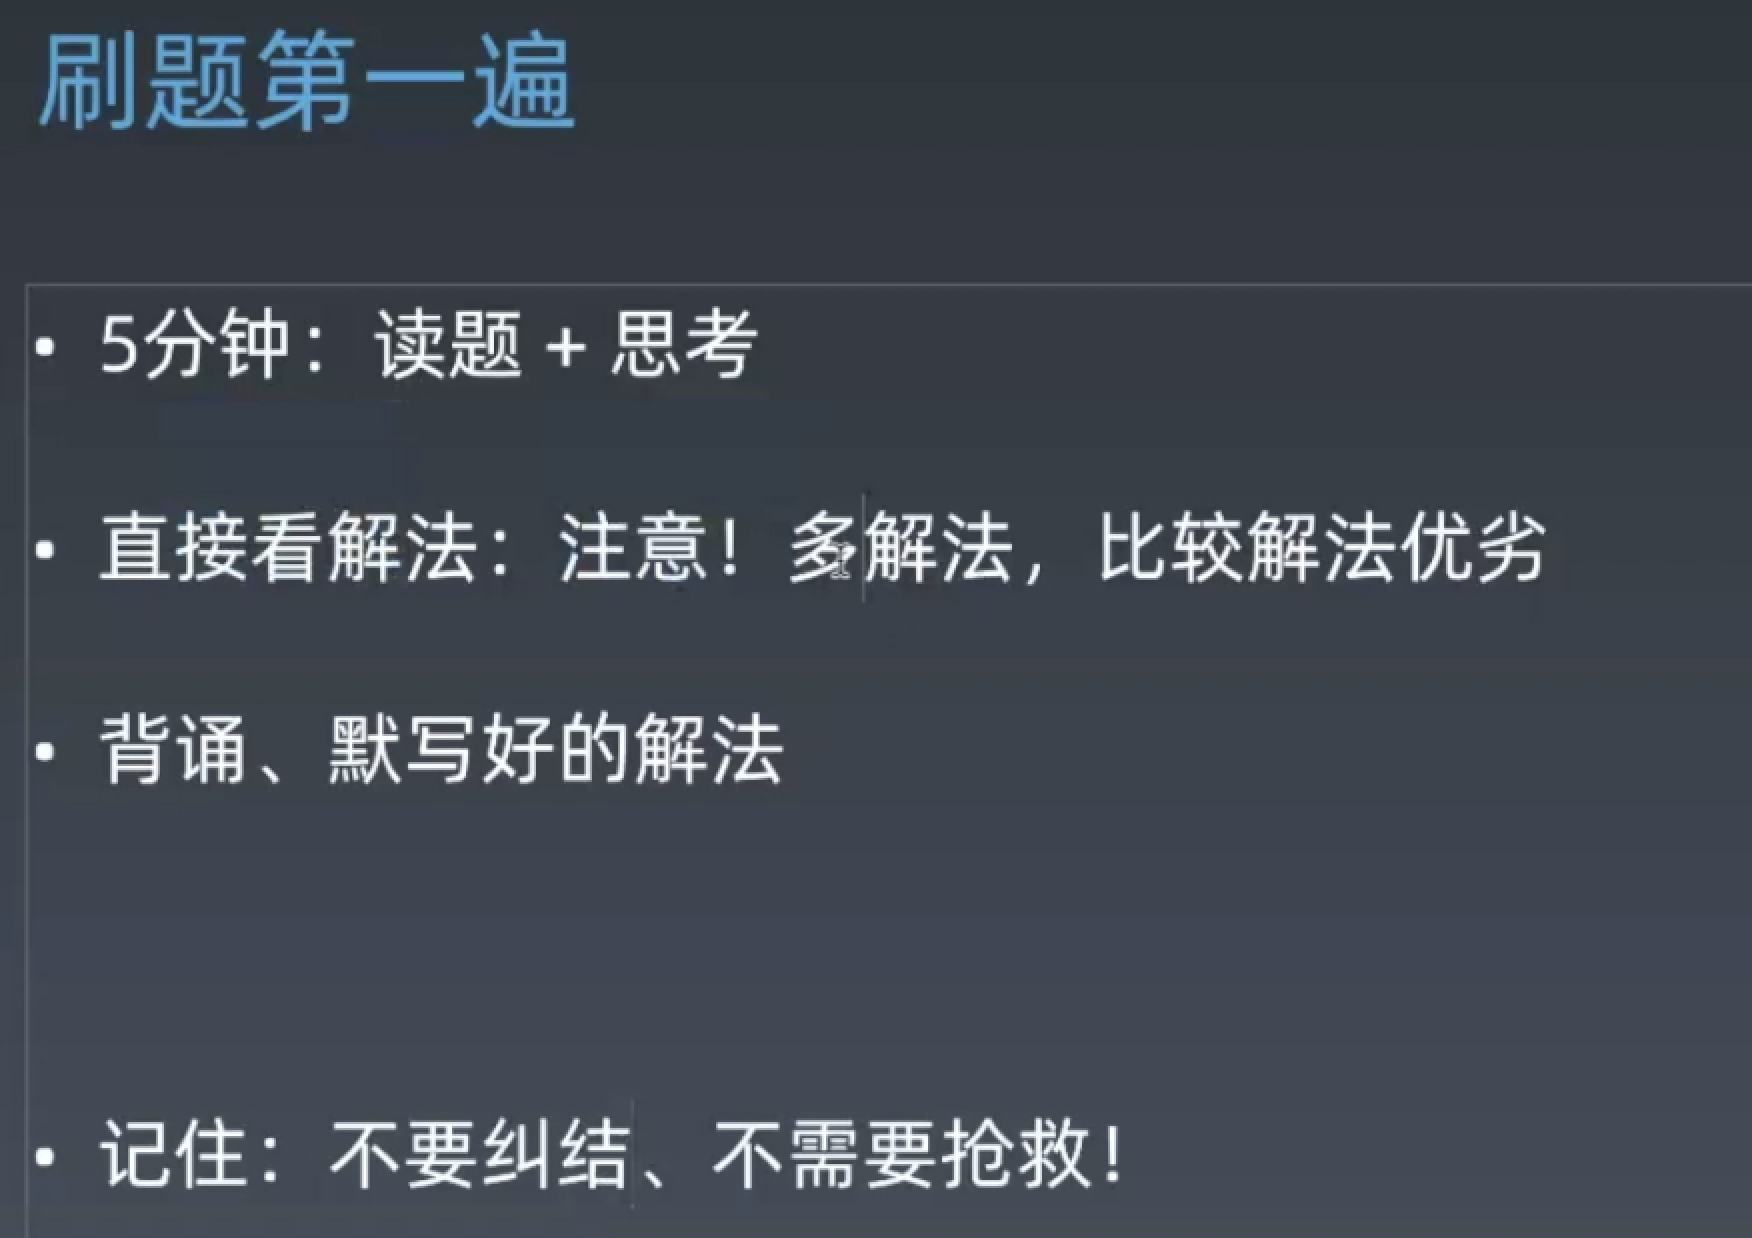 刷题第一遍
• 5分钟：读题 + 思考
• 直接看解法：注意！多解法，比较解法优劣
• 背诵、默写好的解法
• 记住：不要纠结、不需要抢救！